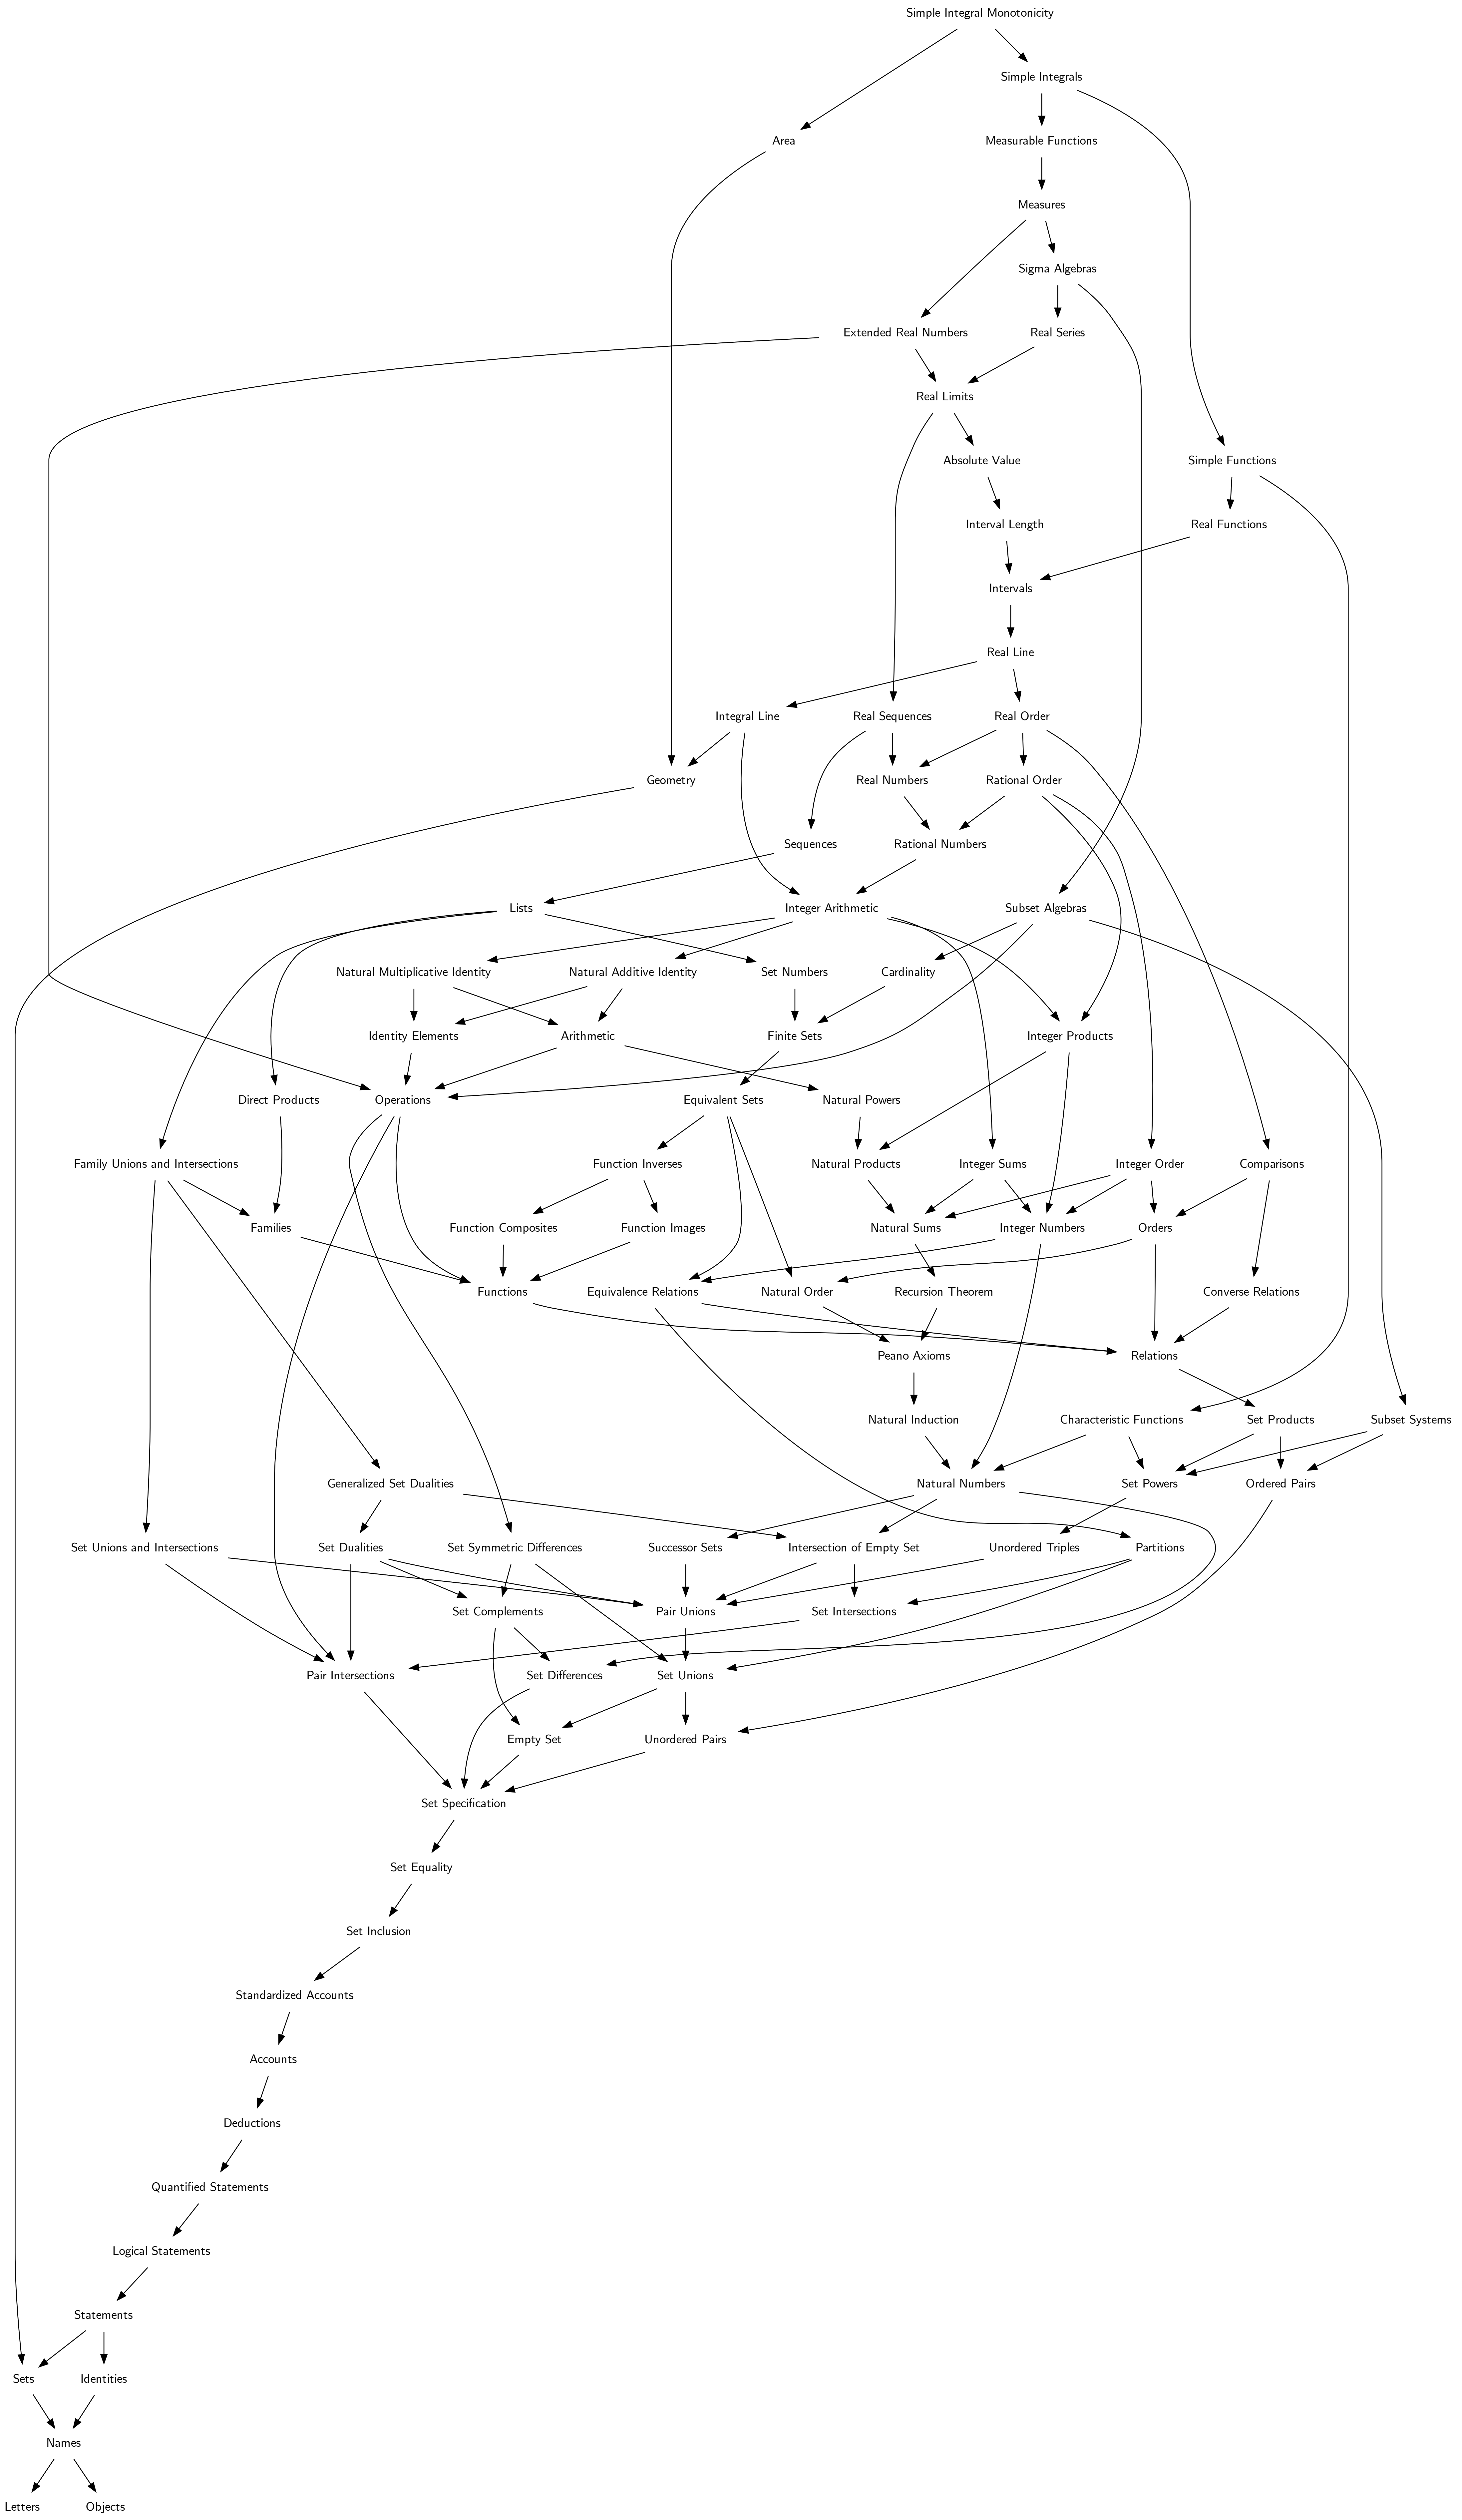 Simple Integral Monotonicity
Simple Integrals
Area
Measurable Functions
Measures
Sigma Algebras
Extended Real Numbers
Real Series
Real Limits
Absolute Value
Simple Functions
Interval Length
Real Functions
Intervals
Real Line
Integral Line
Real Sequences
Real Order
Geometry
Real Numbers
Rational Order
Sequences
Rational Numbers
Lists
Integer Arithmetic
Subset Algebras
Natural Multiplicative Identity
Natural Additive Identity
Set Numbers
Cardinality
Identity Elements
Arithmetic
Finite Sets
Integer Products
Direct Products
Operations
Equivalent Sets
Natural Powers
Family Unions and Intersections
Function Inverses
Natural Products
Integer Sums
Integer Order
Comparisons
Families
Function Composites
Function Images
Natural Sums
Integer Numbers
Orders
Functions
Equivalence Relations
Natural Order
Recursion Theorem
Converse Relations
Peano Axioms
Relations
Natural Induction
Characteristic Functions
Set Products
Subset Systems
Generalized Set Dualities
Natural Numbers
Set Powers
Ordered Pairs
Set Unions and Intersections
Set Dualities
Set Symmetric Differences
Successor Sets
Intersection of Empty Set
Unordered Triples
Partitions
Set Complements
Pair Unions
Set Intersections
Pair Intersections
Set Differences
Set Unions
Empty Set
Unordered Pairs
Set Specification
Set Equality
Set Inclusion
Standardized Accounts
Accounts
Deductions
Quantified Statements
Logical Statements
Statements
Sets
Identities
Names
Letters
Objects